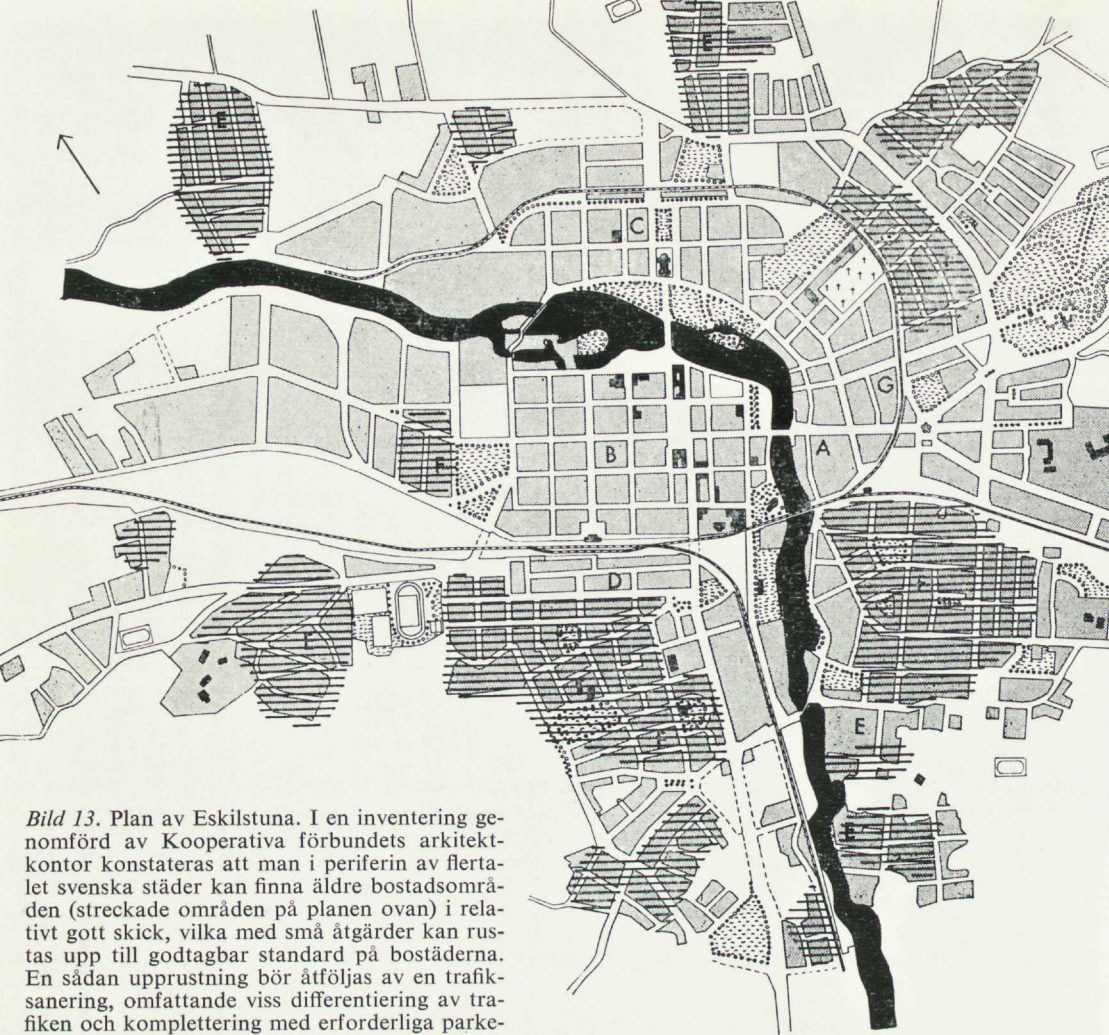 E
E
E
F
C
G
B
A
F
D
E
E
E
Bild 13. Plan av Eskilstuna. I en inventering ge-
nomförd av Kooperativa förbundets arkitekt-
kontor konstateras att man i periferin av flerta-
let svenska städer kan finna äldre bostadsområ-
den (streckade områden på planen ovan) i rela-
tivt gott skick, vilka med små åtgärder kan rus-
tas upp till godtagbar standard på bostäderna.
En sådan upprustning bör åtföljas av en trafik-
sanering, omfattande viss differentiering av tra-
fiken och komplettering med erforderliga parke-